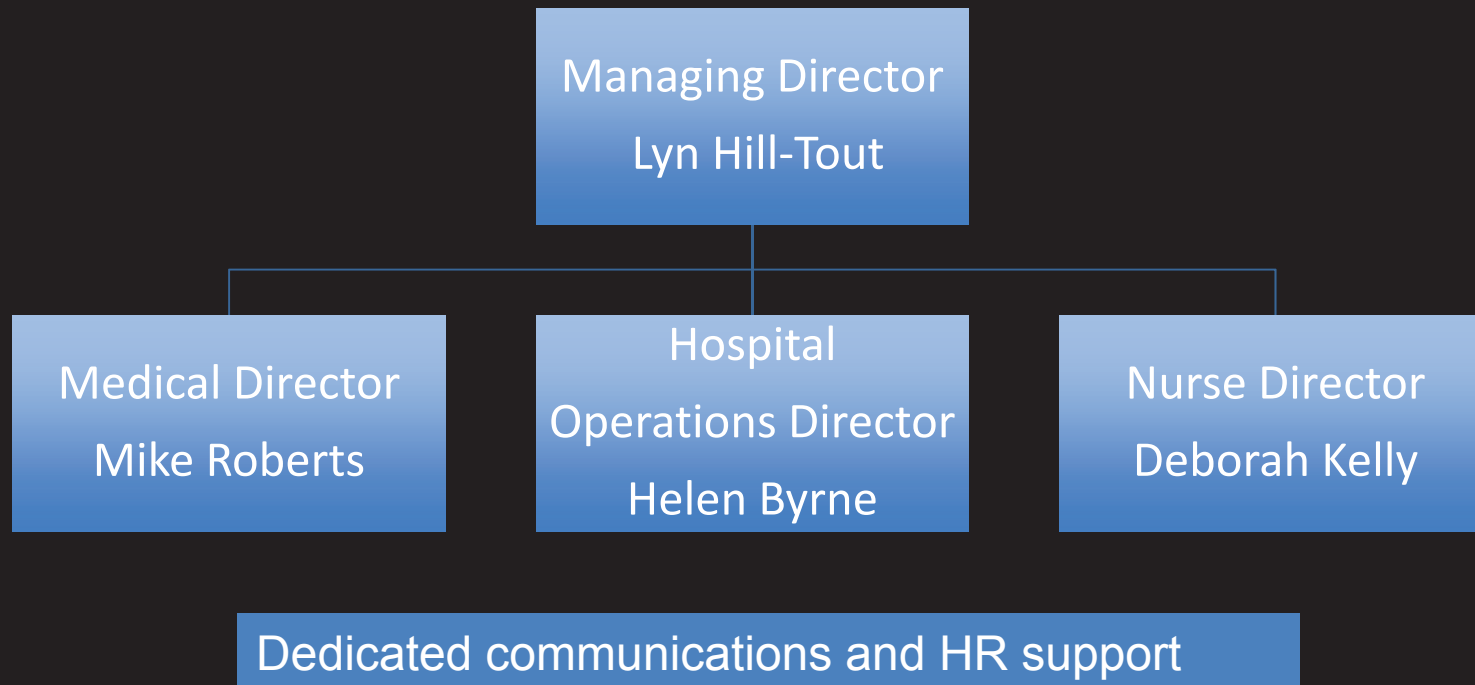 Managing Director
Lyn Hill-Tout
Medical Director
Mike Roberts
Hospital
Operations Director
Helen Byrne
Nurse Director
Deborah Kelly
Dedicated communications and HR support